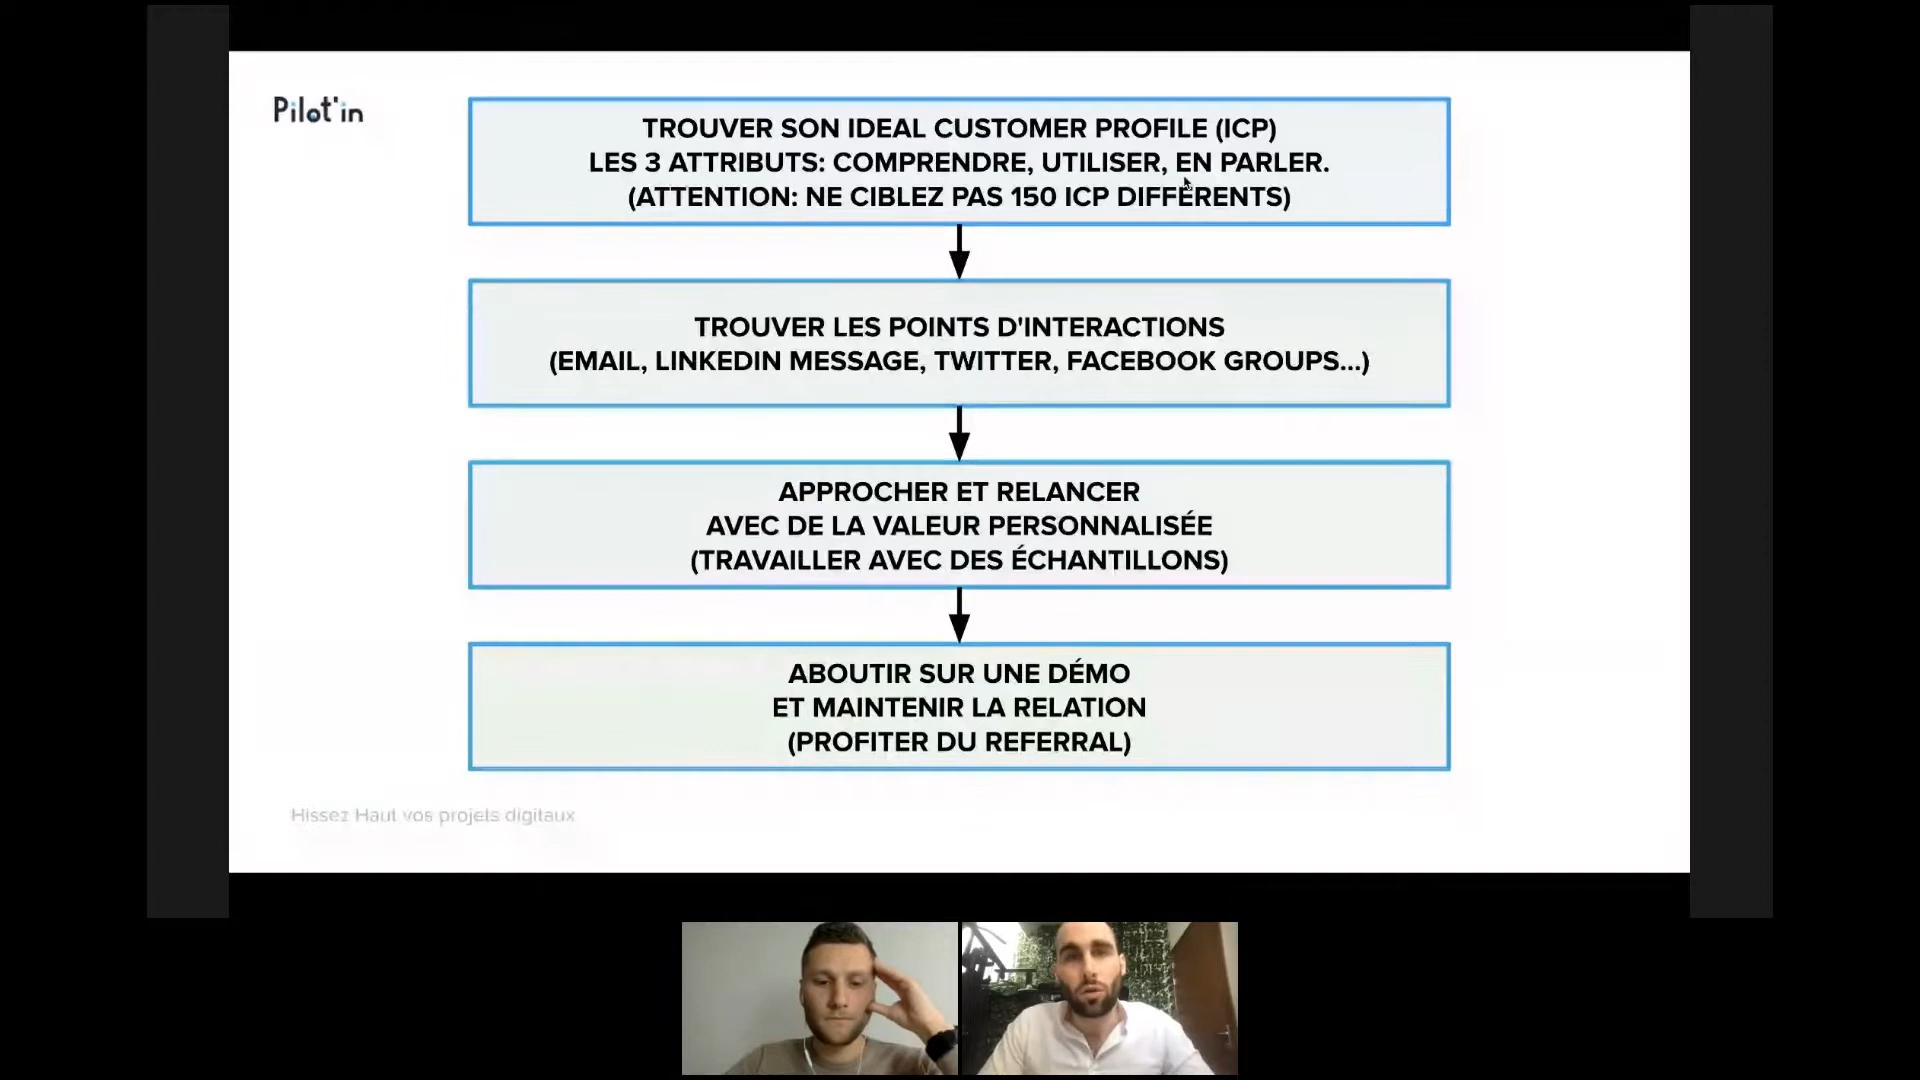 Pilot'in
TROUVER SON IDEAL CUSTOMER PROFILE (ICP)
LES 3 ATTRIBUTS: COMPRENDRE, UTILISER, EN PARLER.
(ATTENTION: NE CIBLEZ PAS 150 ICP DIFFÉRENTS)
TROUVER LES POINTS D'INTERACTIONS
(EMAIL, LINKEDIN MESSAGE, TWITTER, FACEBOOK GROUPS...)
APPROCHER ET RELANCER
AVEC DE LA VALEUR PERSONNALISÉE
(TRAVAILLER AVEC DES ÉCHANTILLONS)
ABOUTIR SUR UNE DÉMO
ET MAINTENIR LA RELATION
(PROFITER DU REFERRAL)
Hissez Haut vos projets digitaux